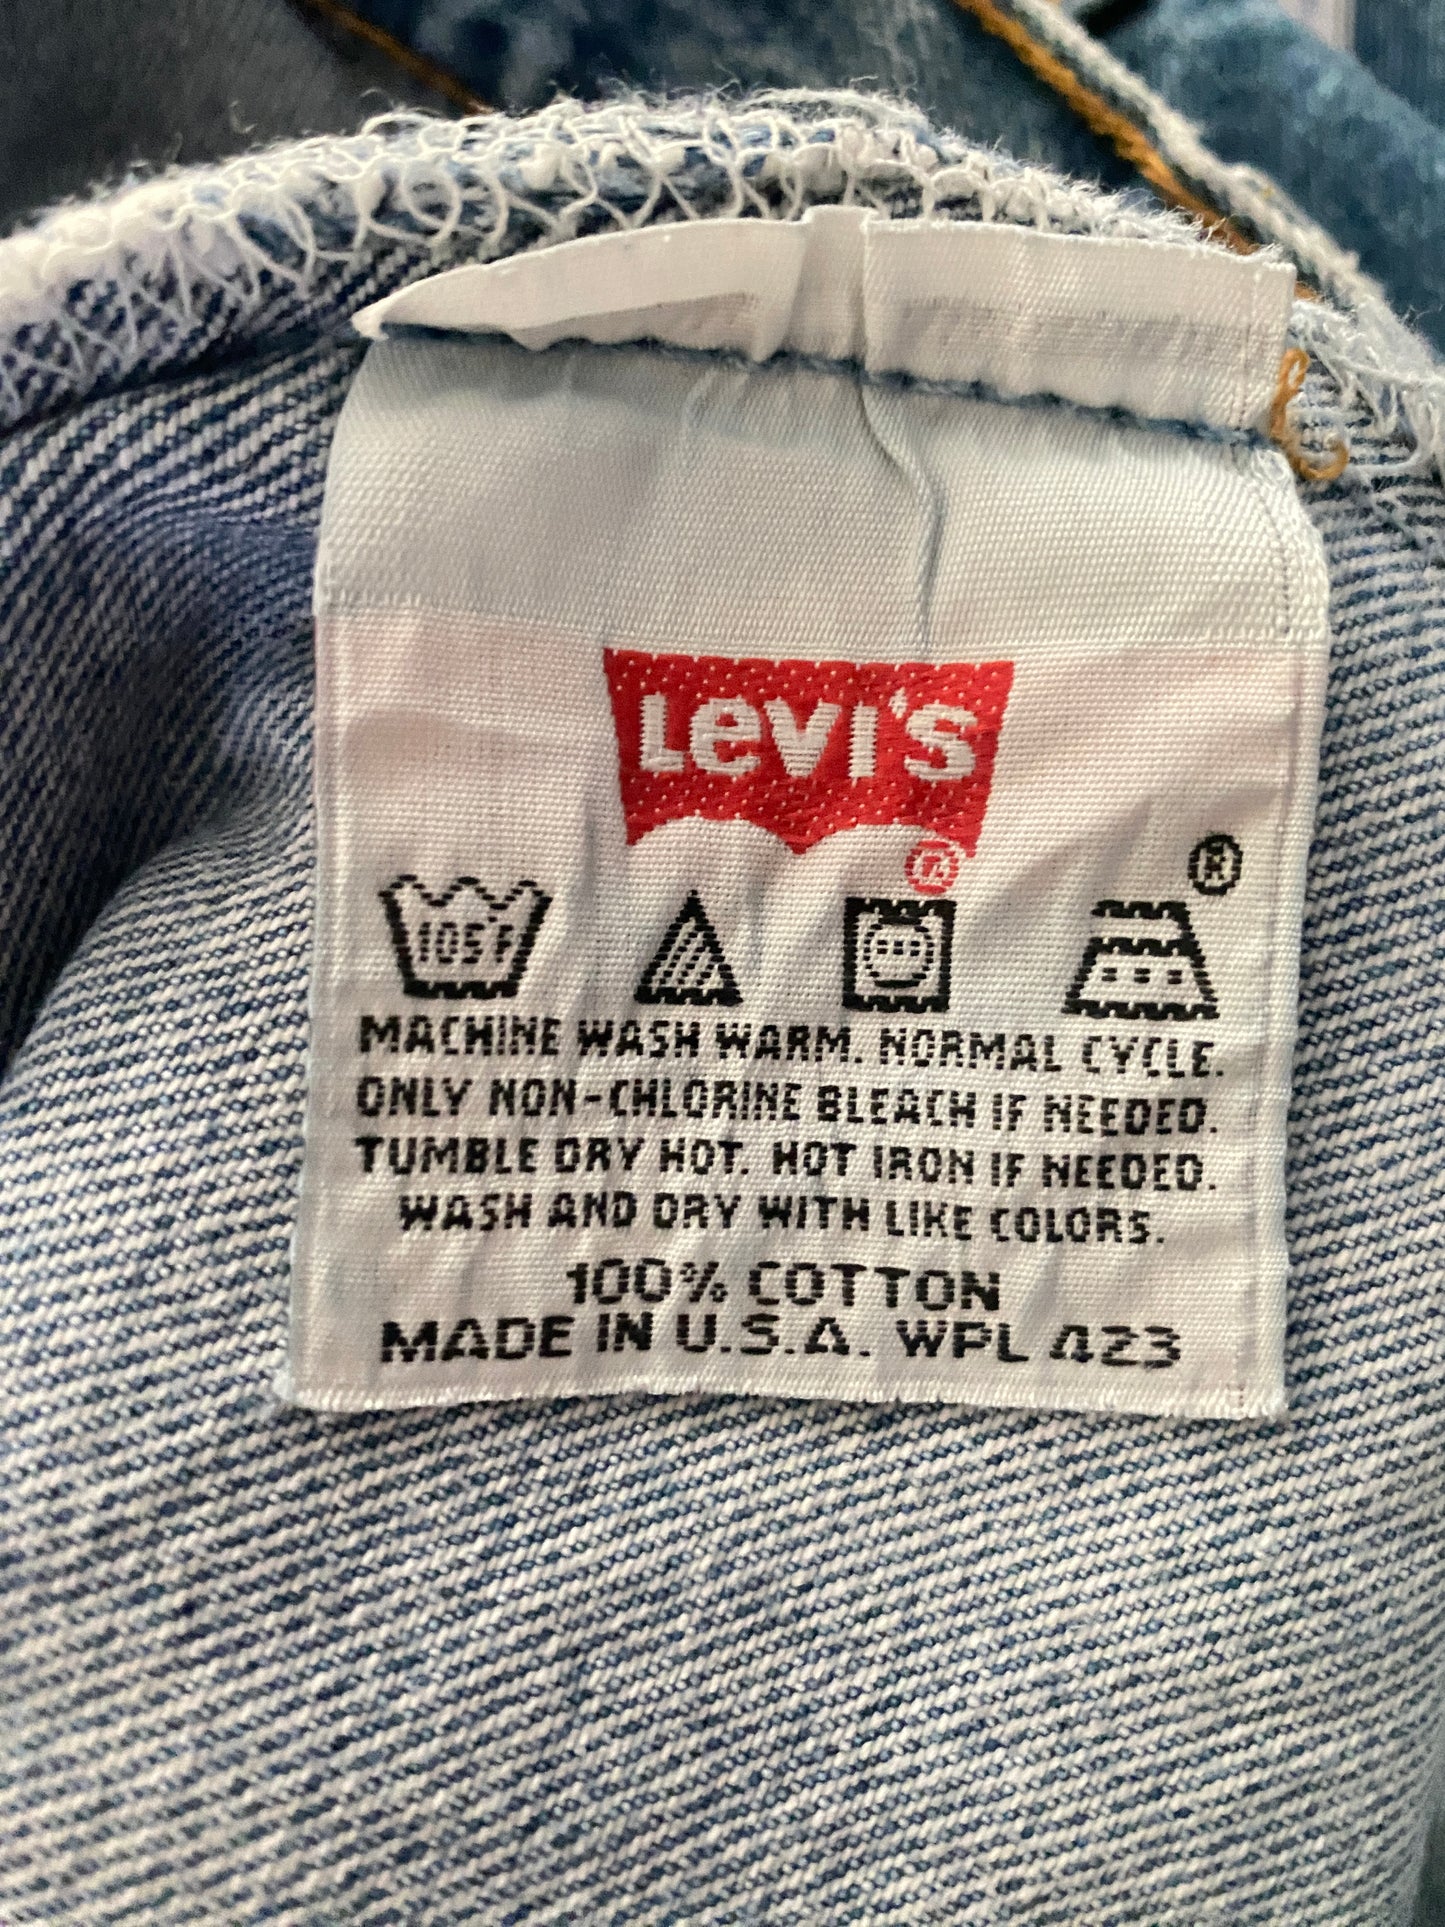 Levi's
®
®
105°F
MACHINE WASH WARM. NORMAL CYCLE.
ONLY NON-CHLORINE BLEACH IF NEEDED.
TUMBLE DRY HOT. HOT IRON IF NEEDED.
WASH AND DRY WITH LIKE COLORS.
100% COTTON
MADE IN U.S.A. WPL 423